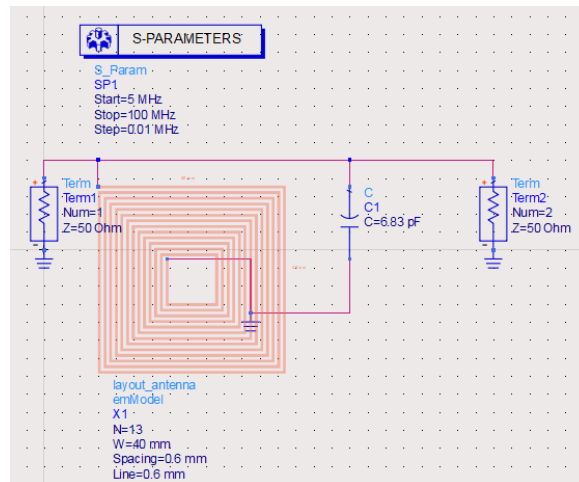 S-PARAMETERS
S_Param
SP1
Start=5 MHz
Stop=100 MHz
Step=0.01 MHz
+
Term
Term1
Num=1
Z=50 Ohm
-
C
C1
C=6.83 pF
+
Term
Term2
Num=2
Z=50 Ohm
-
layout_antenna
emModel
X1
N=13
W=40 mm
Spacing=0.6 mm
Line=0.6 mm